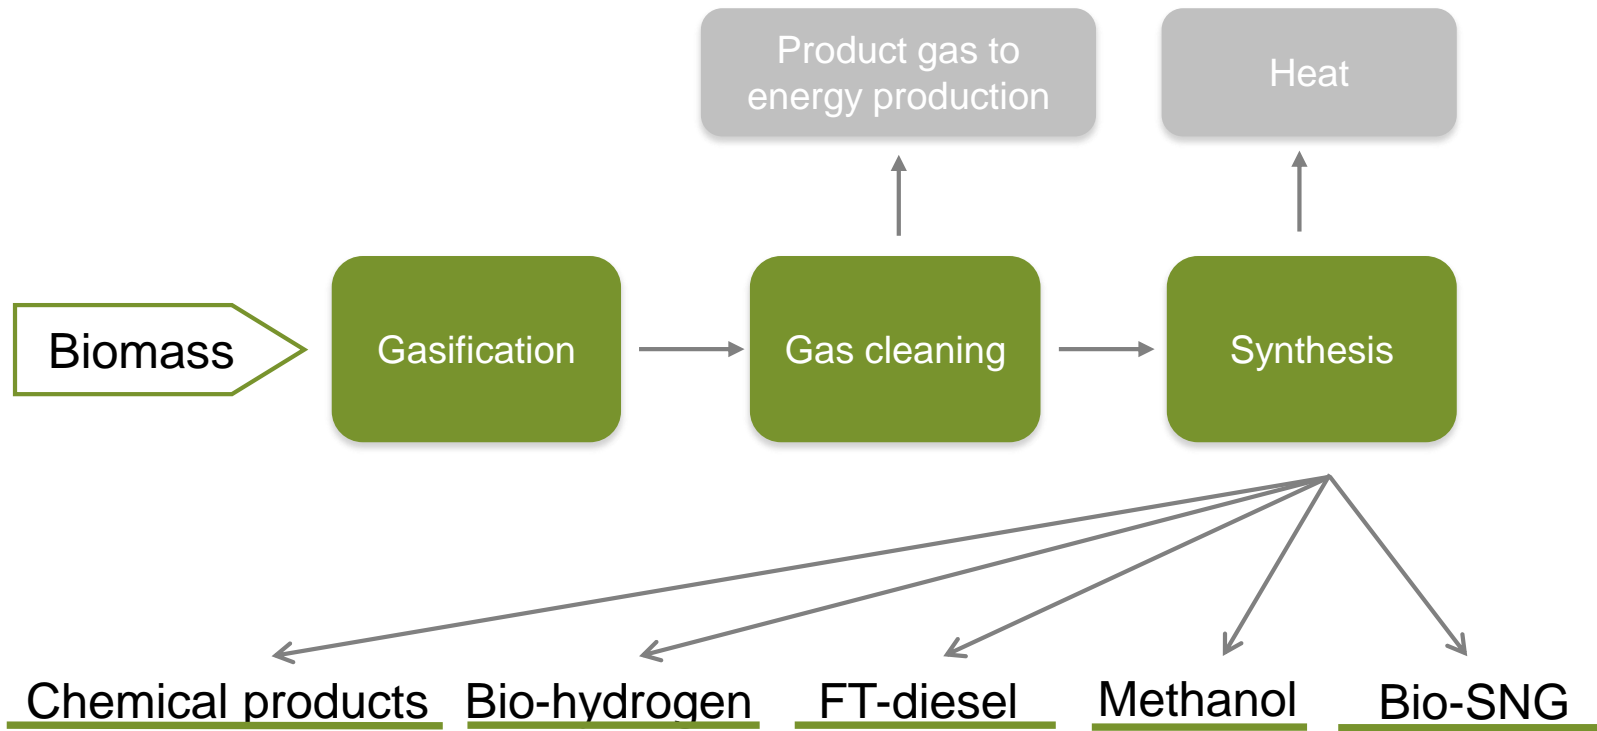 Product gas to
energy production
Heat
Biomass
Gasification
Gas cleaning
Synthesis
Chemical products
Bio-hydrogen
FT-diesel
Methanol
Bio-SNG